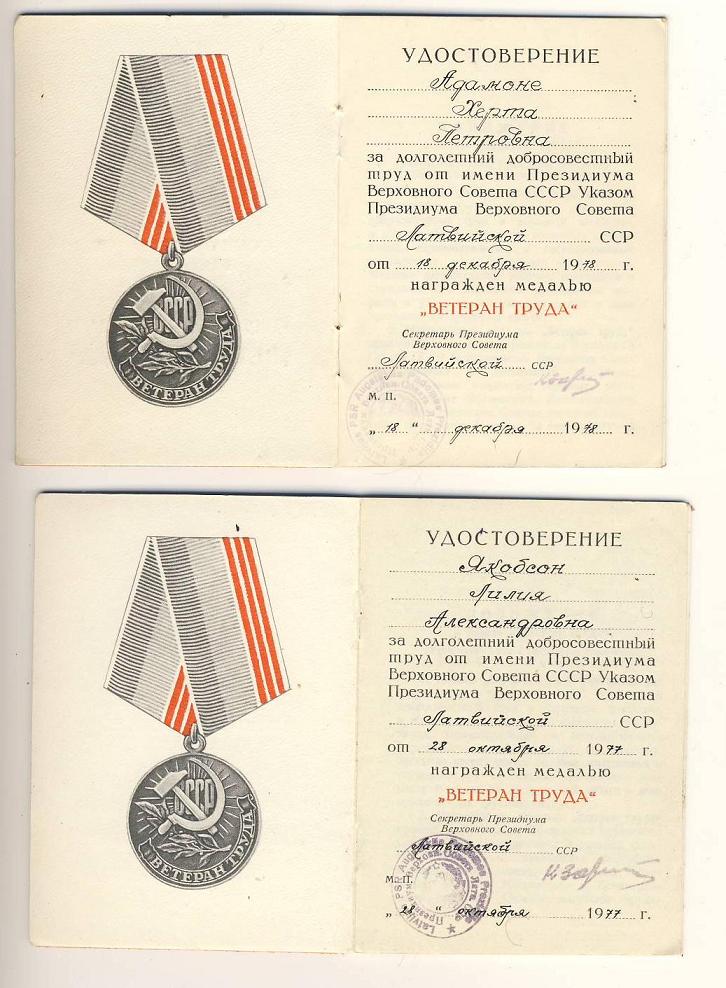 СССР
ВЕТЕРАН ТРУДА
УДОСТОВЕРЕНИЕ
Адамоне
Херта
Петровна
за долголетний добросовестный
труд от имени Президиума
Верховного Совета СССР Указом
Президиума Верховного Совета
Латвийской ССР
от 18 декабря 1978 г.
награжден медалью
„ВЕТЕРАН ТРУДА“
Секретарь Президиума
Верховного Совета
Латвийской ССР
М. П.
„ 18 “ декабря 1978 г.
СССР
ВЕТЕРАН ТРУДА
УДОСТОВЕРЕНИЕ
Якобсон
Лилия
Александровна
за долголетний добросовестный
труд от имени Президиума
Верховного Совета СССР Указом
Президиума Верховного Совета
Латвийской ССР
от 28 октября 1977 г.
награжден медалью
„ВЕТЕРАН ТРУДА“
Секретарь Президиума
Верховного Совета
Латвийской ССР
М. П.
„ 28 “ октября 1977 г.